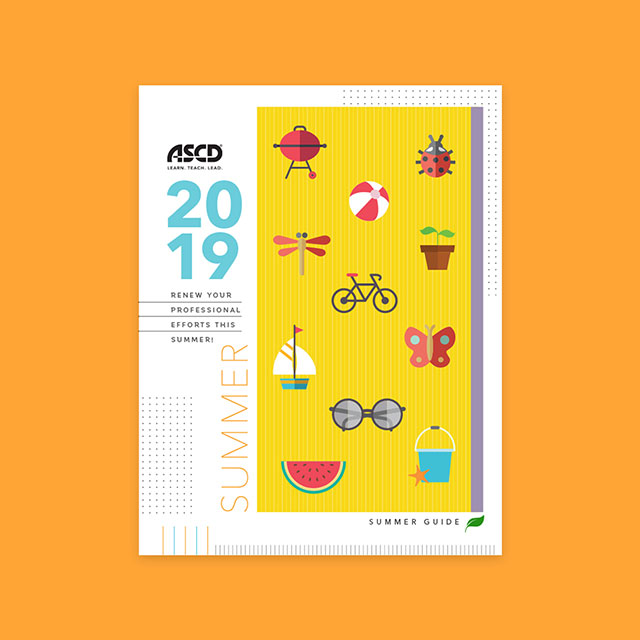 ASCD
LEARN. TEACH. LEAD.
20
19
RENEW YOUR
PROFESSIONAL
EFFORTS THIS
SUMMER!
SUMMER
SUMMER GUIDE